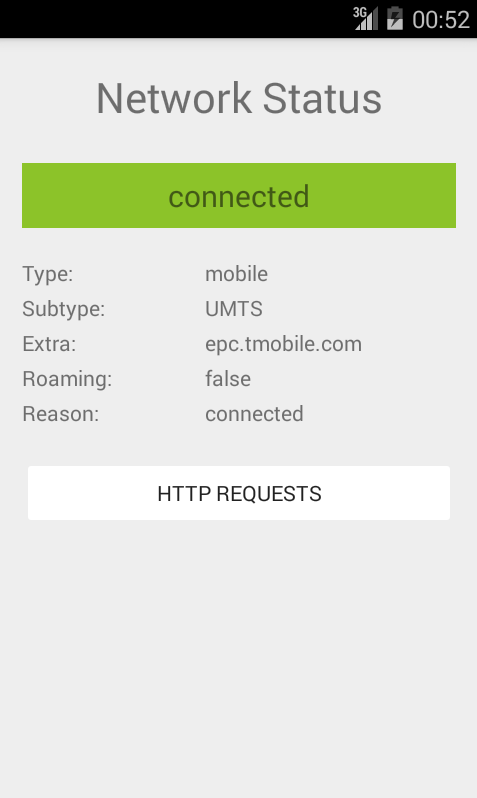 3G 00:52
Network Status
connected
Type: mobile
Subtype: UMTS
Extra: epc.tmobile.com
Roaming: false
Reason: connected
HTTP REQUESTS